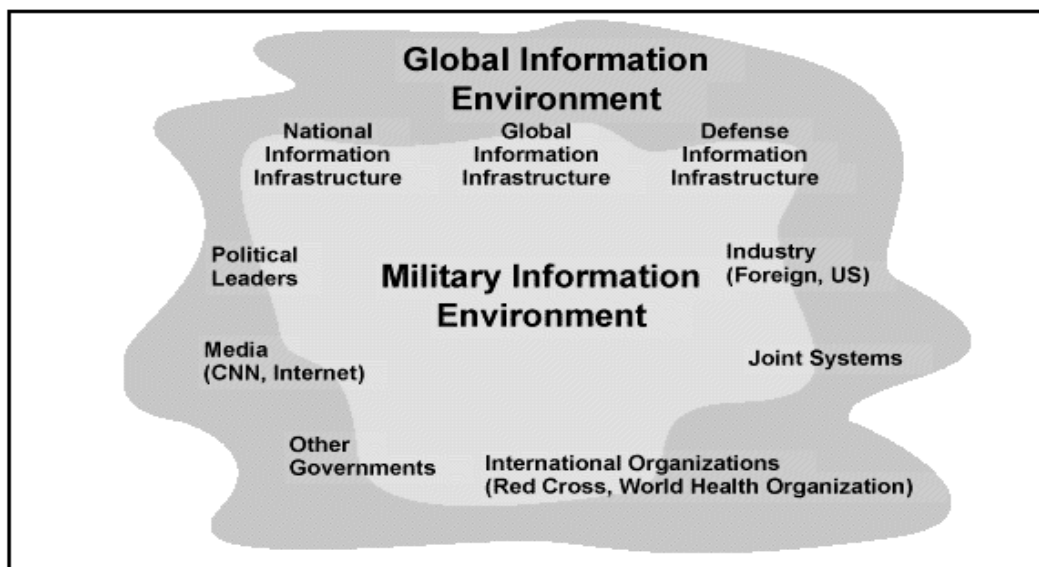 Global Information
Environment
National
Information
Infrastructure
Global
Information
Infrastructure
Defense
Information
Infrastructure
Political
Leaders
Military Information
Environment
Industry
(Foreign, US)
Media
(CNN, Internet)
Joint Systems
Other
Governments
International Organizations
(Red Cross, World Health Organization)